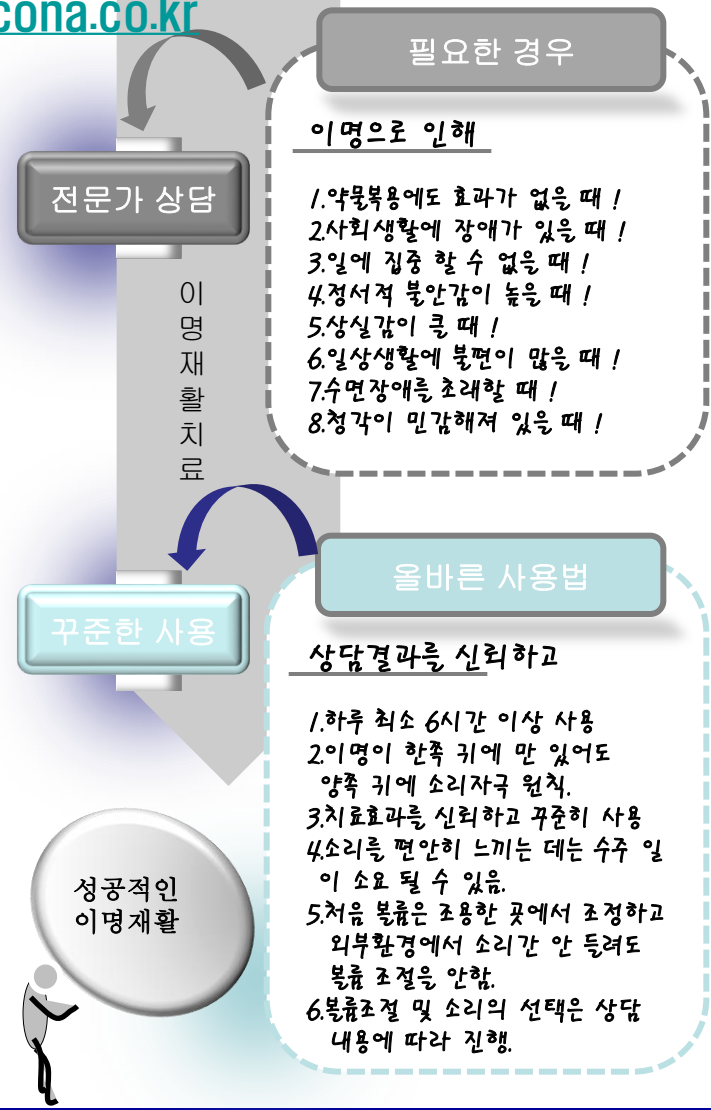 cona.co.kr
필요한 경우
이명으로 인해
전문가 상담
1.약물복용에도 효과가 없을 때 !
2.사회생활에 장애가 있을 때 !
3.일에 집중 할 수 없을 때 !
4.정서적 불안감이 높을 때 !
5.상실감이 클 때 !
6.일상생활에 불편이 많을 때 !
7.수면장애를 초래할 때 !
8.청각이 민감해져 있을 때 !
이
명
재
활
치
료
올바른 사용법
꾸준한 사용
상담결과를 신뢰하고
1.하루 최소 6시간 이상 사용
2.이명이 한쪽 귀에 만 있어도
양쪽 귀에 소리자극 원칙.
3.치료효과를 신뢰하고 꾸준히 사용
4.소리를 편안히 느끼는 데는 수주 일
이 소요 될 수 있음.
5.처음 볼륨은 조용한 곳에서 조정하고
외부환경에서 소리간 안 들려도
볼륨 조절을 안함.
6.볼륨조절 및 소리의 선택은 상담
내용에 따라 진행.
성공적인
이명재활